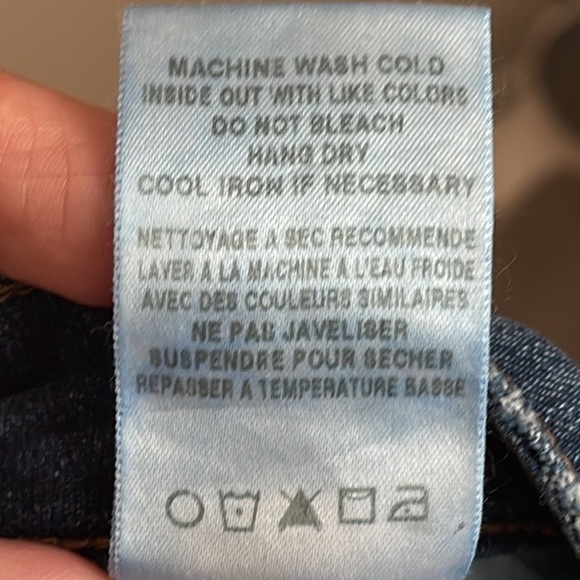 MACHINE WASH COLD
INSIDE OUT WITH LIKE COLORS
DO NOT BLEACH
HANG DRY
COOL IRON IF NECESSARY
NETTOYAGE A SEC RECOMMENDE
LAVER A LA MACHINE A L'EAU FROIDE
AVEC DES COULEURS SIMILAIRES
NE PAS JAVELISER
SUSPENDRE POUR SECHER
REPASSER A TEMPERATURE BASSE